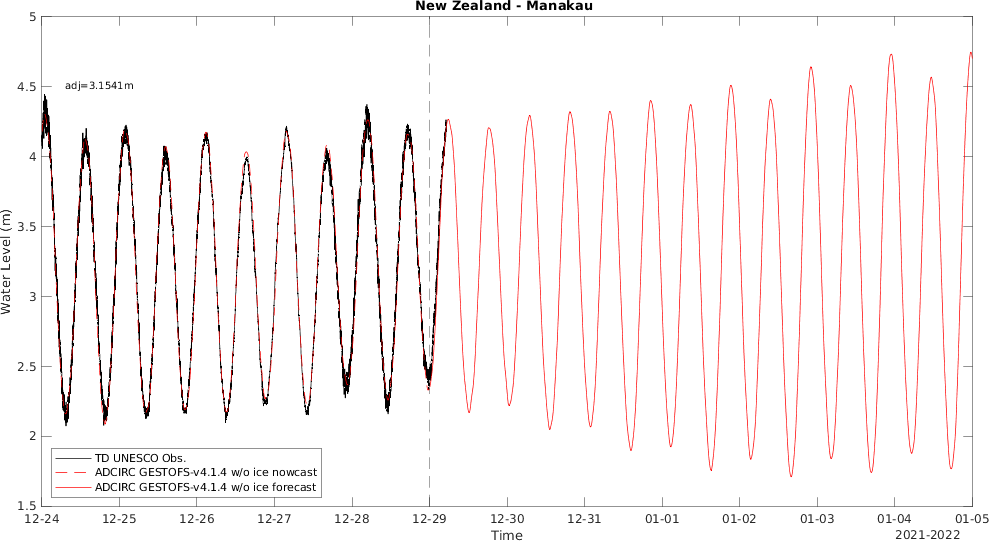 New Zealand - Manakau
5
4.5
4
3.5
3
2.5
2
1.5
Water Level (m)
adj=3.1541m
TD UNESCO Obs.
ADCIRC GESTOFS-v4.1.4 w/o ice nowcast
ADCIRC GESTOFS-v4.1.4 w/o ice forecast
12-24 12-25 12-26 12-27 12-28 12-29 12-30 12-31 01-01 01-02 01-03 01-04 01-05
Time
2021-2022